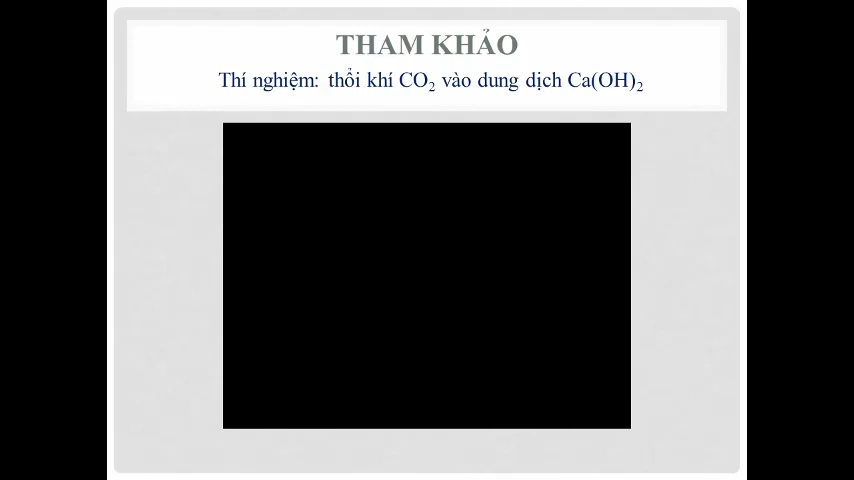 THAM KHẢO
Thí nghiệm: thổi khí CO₂ vào dung dịch Ca(OH)₂